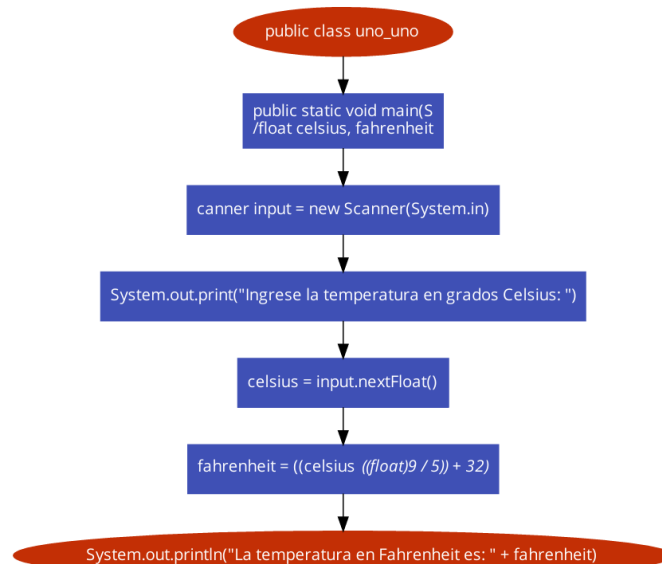 public class uno_uno
public static void main(S
/float celsius, fahrenheit
canner input = new Scanner(System.in)
System.out.print("Ingrese la temperatura en grados Celsius: ")
celsius = input.nextFloat()
fahrenheit = ((celsius ((float)9 / 5)) + 32)
System.out.println("La temperatura en Fahrenheit es: " + fahrenheit)